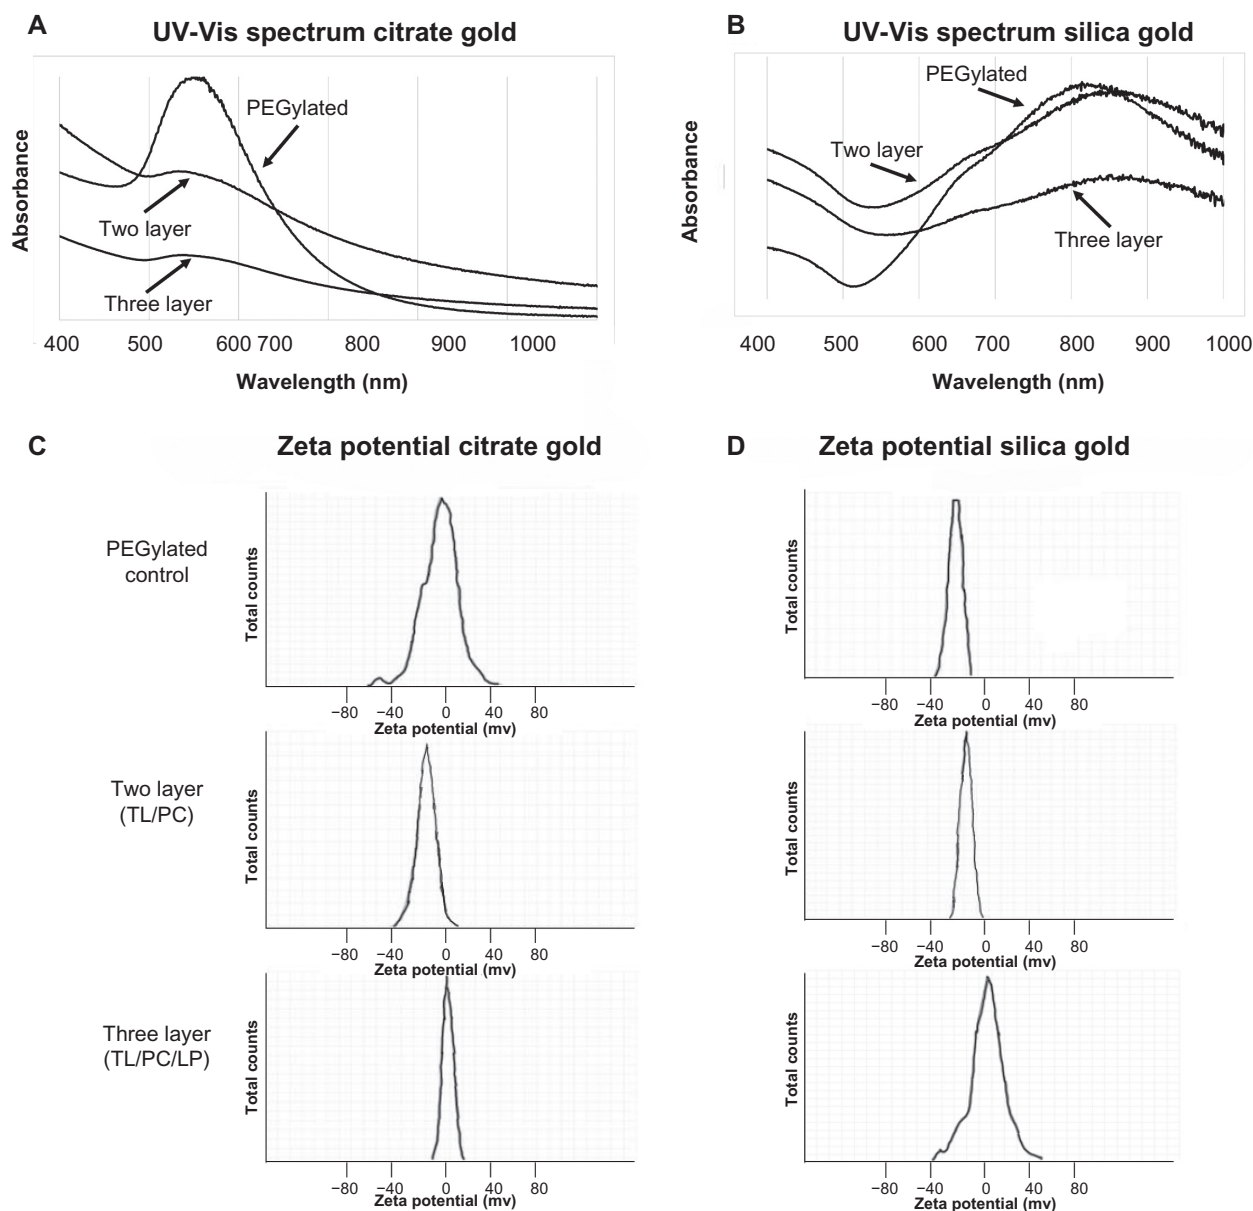 A
UV-Vis spectrum citrate gold
Absorbance
PEGylated
Two layer
Three layer
400 500 600 700 800 900 1000
Wavelength (nm)
B
UV-Vis spectrum silica gold
Absorbance
PEGylated
Two layer
Three layer
400 500 600 700 800 900 1000
Wavelength (nm)
C
Zeta potential citrate gold
PEGylated
control
Total counts
−80 −40 0 40 80
Zeta potential (mv)
Two layer
(TL/PC)
Total counts
−80 −40 0 40 80
Zeta potential (mv)
Three layer
(TL/PC/LP)
Total counts
−80 −40 0 40 80
Zeta potential (mv)
D
Zeta potential silica gold
Total counts
−80 −40 0 40 80
Zeta potential (mv)
Total counts
−80 −40 0 40 80
Zeta potential (mv)
Total counts
−80 −40 0 40 80
Zeta potential (mv)